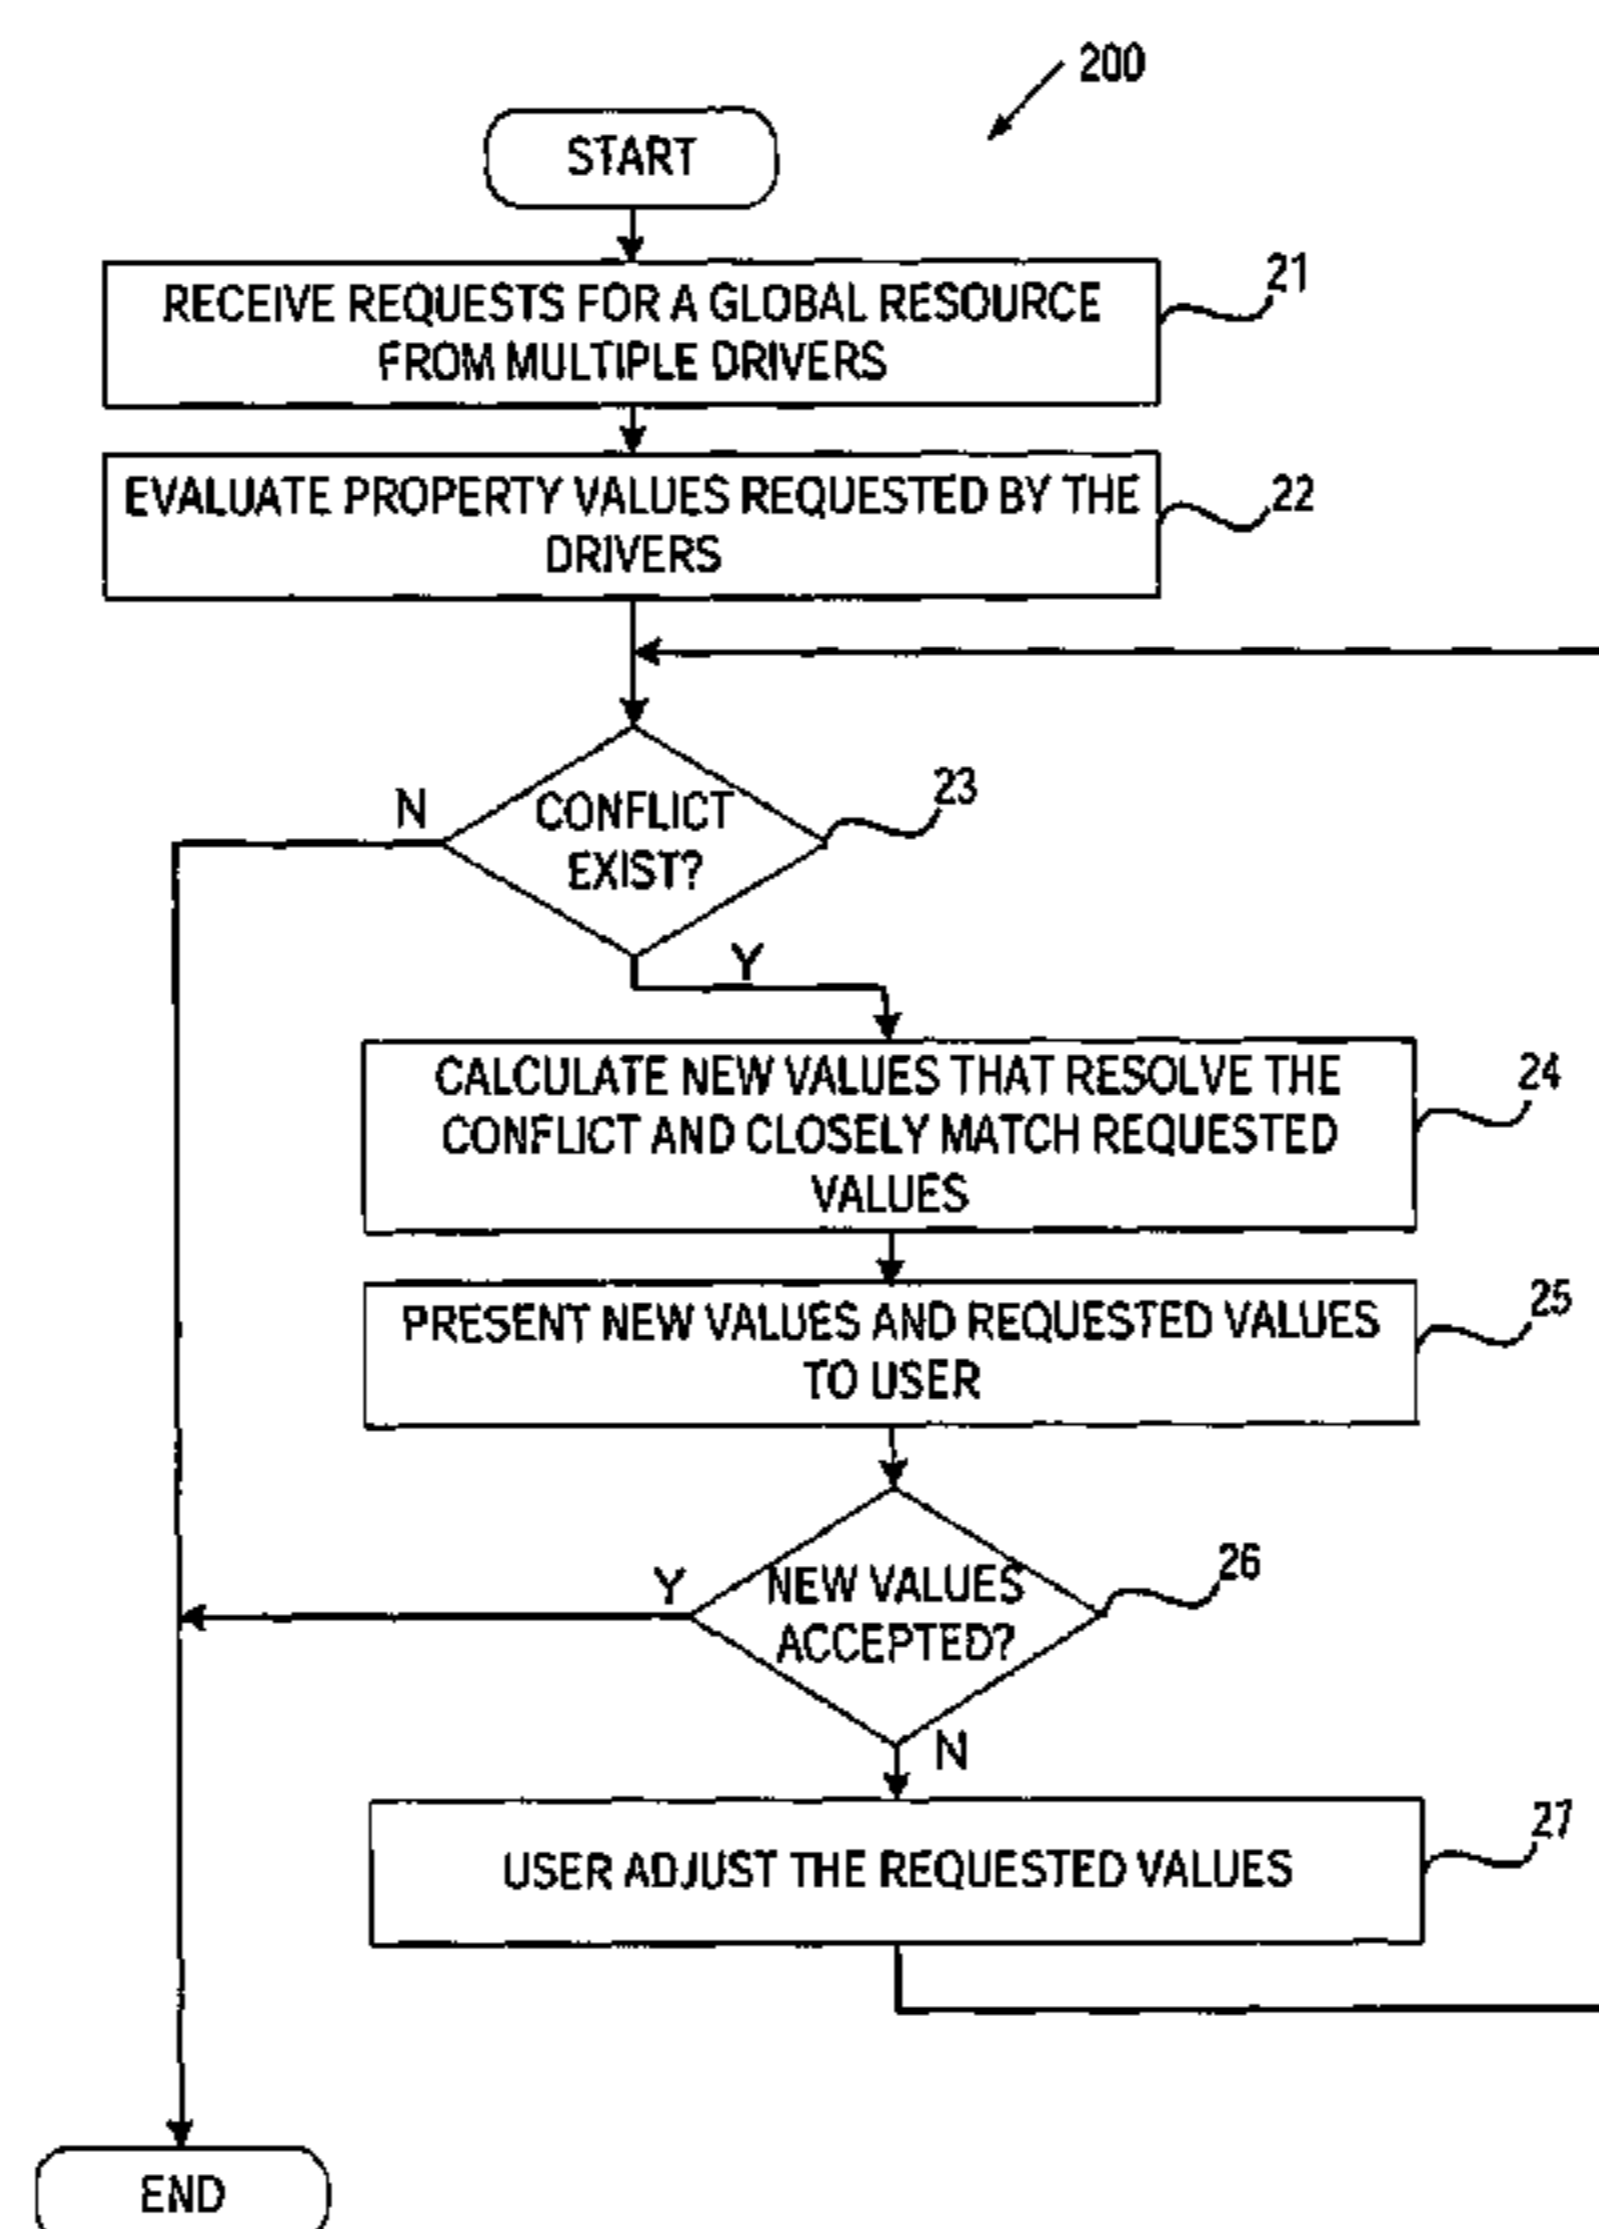 200
START
RECEIVE REQUESTS FOR A GLOBAL RESOURCE
FROM MULTIPLE DRIVERS
21
EVALUATE PROPERTY VALUES REQUESTED BY THE
DRIVERS
22
N
CONFLICT
EXIST?
23
Y
CALCULATE NEW VALUES THAT RESOLVE THE
CONFLICT AND CLOSELY MATCH REQUESTED
VALUES
24
PRESENT NEW VALUES AND REQUESTED VALUES
TO USER
25
Y
NEW VALUES
ACCEPTED?
26
N
USER ADJUST THE REQUESTED VALUES
27
END